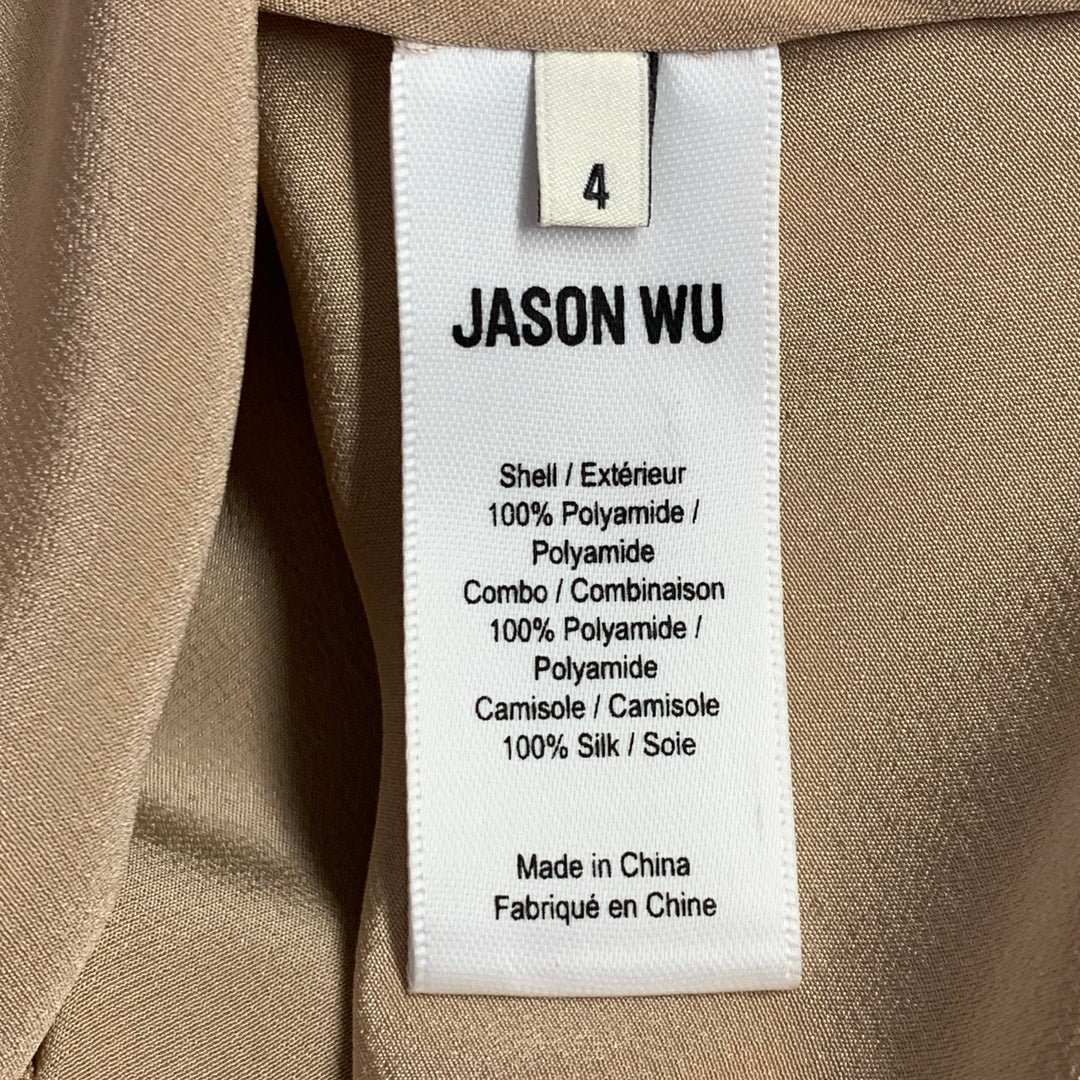 4
JASON WU
Shell / Extérieur
100% Polyamide /
Polyamide
Combo / Combinaison
100% Polyamide /
Polyamide
Camisole / Camisole
100% Silk / Soie
Made in China
Fabriqué en Chine